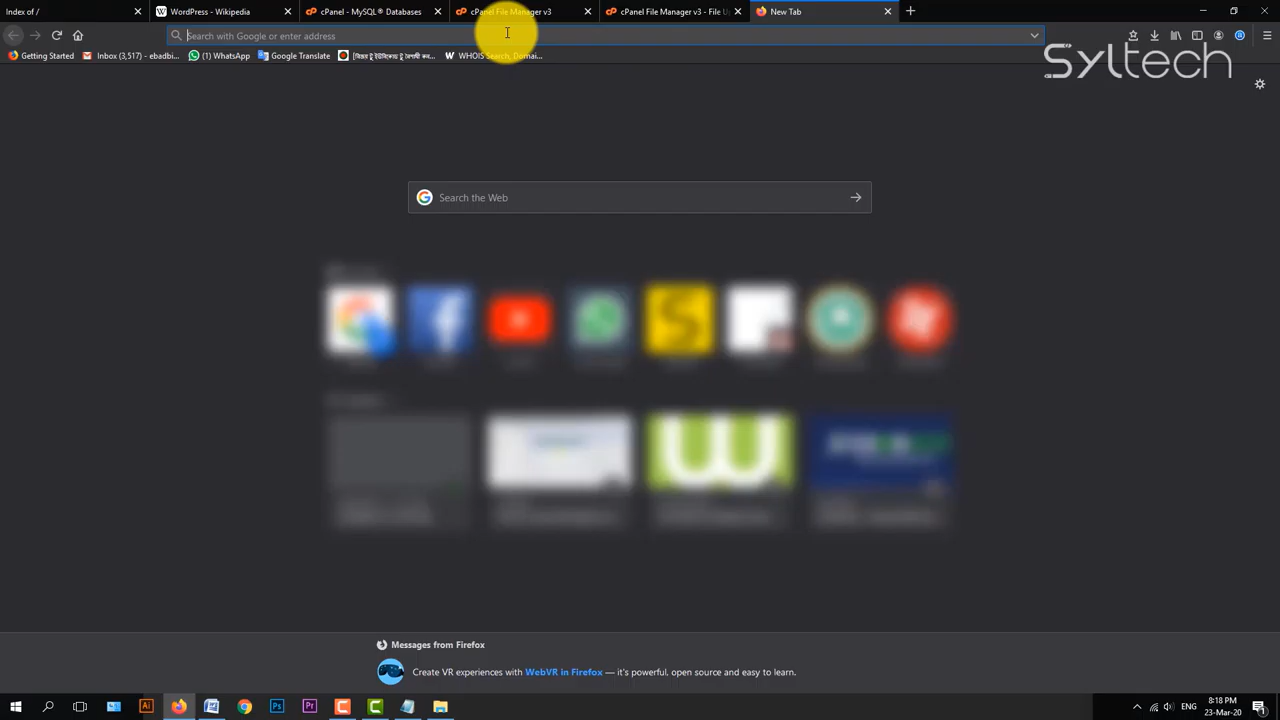 Index of /
WordPress - Wikipedia
cPanel - MySQL® Databases
cPanel File Manager v3
cPanel File Manager v3 - File U
New Tab
Search with Google or enter address
Getting Started
Inbox (3,517) - ebadbi...
(1) WhatsApp
Google Translate
WHOIS Search, Domai...
Syltech
Search the Web
Messages from Firefox
Create VR experiences with WebVR in Firefox — it's powerful, open source and easy to learn.
ENG
8:18 PM
23-Mar-20